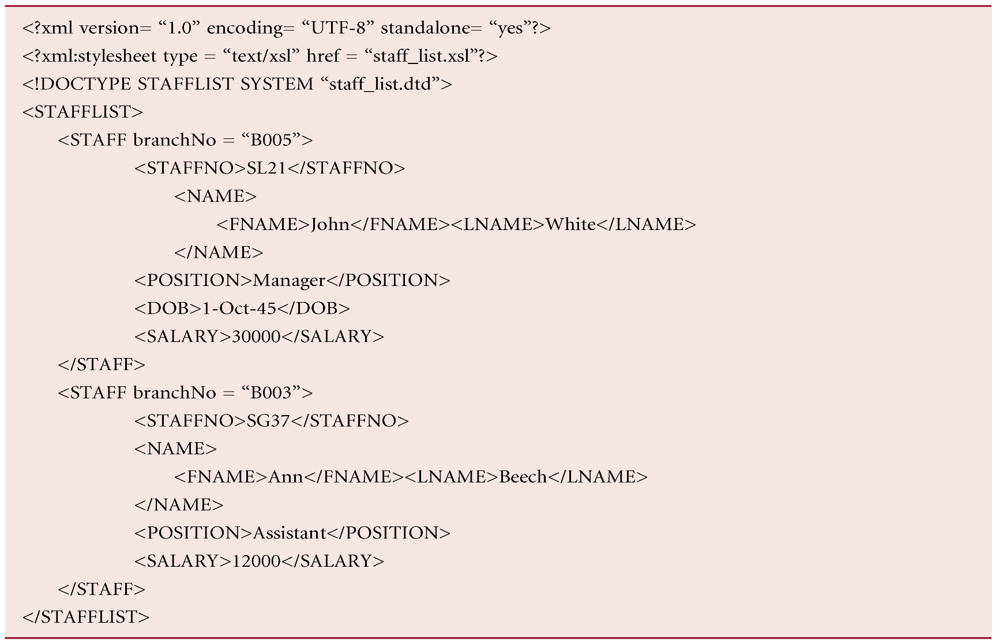 <?xml version= “1.0” encoding= “UTF-8” standalone= “yes”?>
<?xml:stylesheet type = “text/xsl” href = “staff_list.xsl”?>
<!DOCTYPE STAFFLIST SYSTEM “staff_list.dtd”>
<STAFFLIST>
<STAFF branchNo = “B005”>
<STAFFNO>SL21</STAFFNO>
<NAME>
<FNAME>John</FNAME><LNAME>White</LNAME>
</NAME>
<POSITION>Manager</POSITION>
<DOB>1-Oct-45</DOB>
<SALARY>30000</SALARY>
</STAFF>
<STAFF branchNo = “B003”>
<STAFFNO>SG37</STAFFNO>
<NAME>
<FNAME>Ann</FNAME><LNAME>Beech</LNAME>
</NAME>
<POSITION>Assistant</POSITION>
<SALARY>12000</SALARY>
</STAFF>
</STAFFLIST>